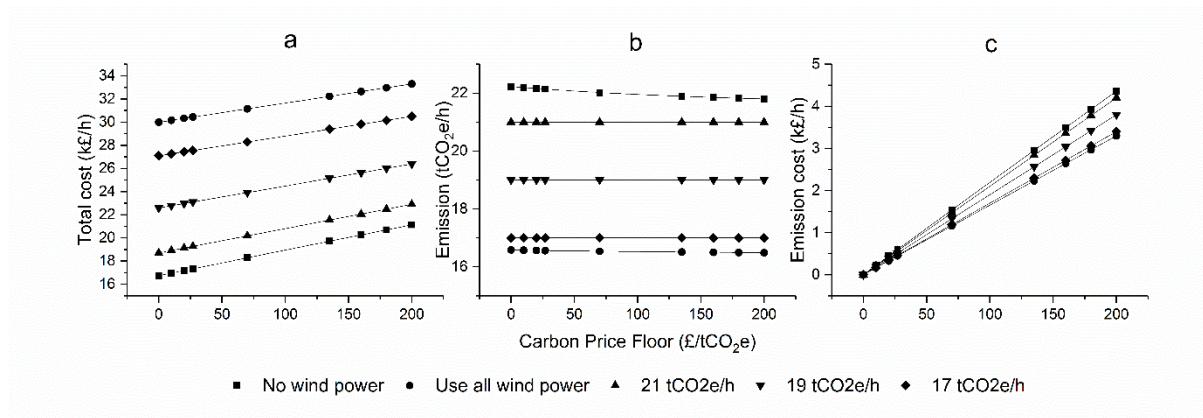 a
b
c
Total cost (k£/h)
34
32
30
28
26
24
22
20
18
16
0
50
100
150
200
Emission (tCO₂e/h)
22
20
18
16
0
50
100
150
200
Emission cost (k£/h)
5
4
3
2
1
0
0
50
100
150
200
Carbon Price Floor (£/tCO₂e)
No wind power
Use all wind power
21 tCO2e/h
19 tCO2e/h
17 tCO2e/h